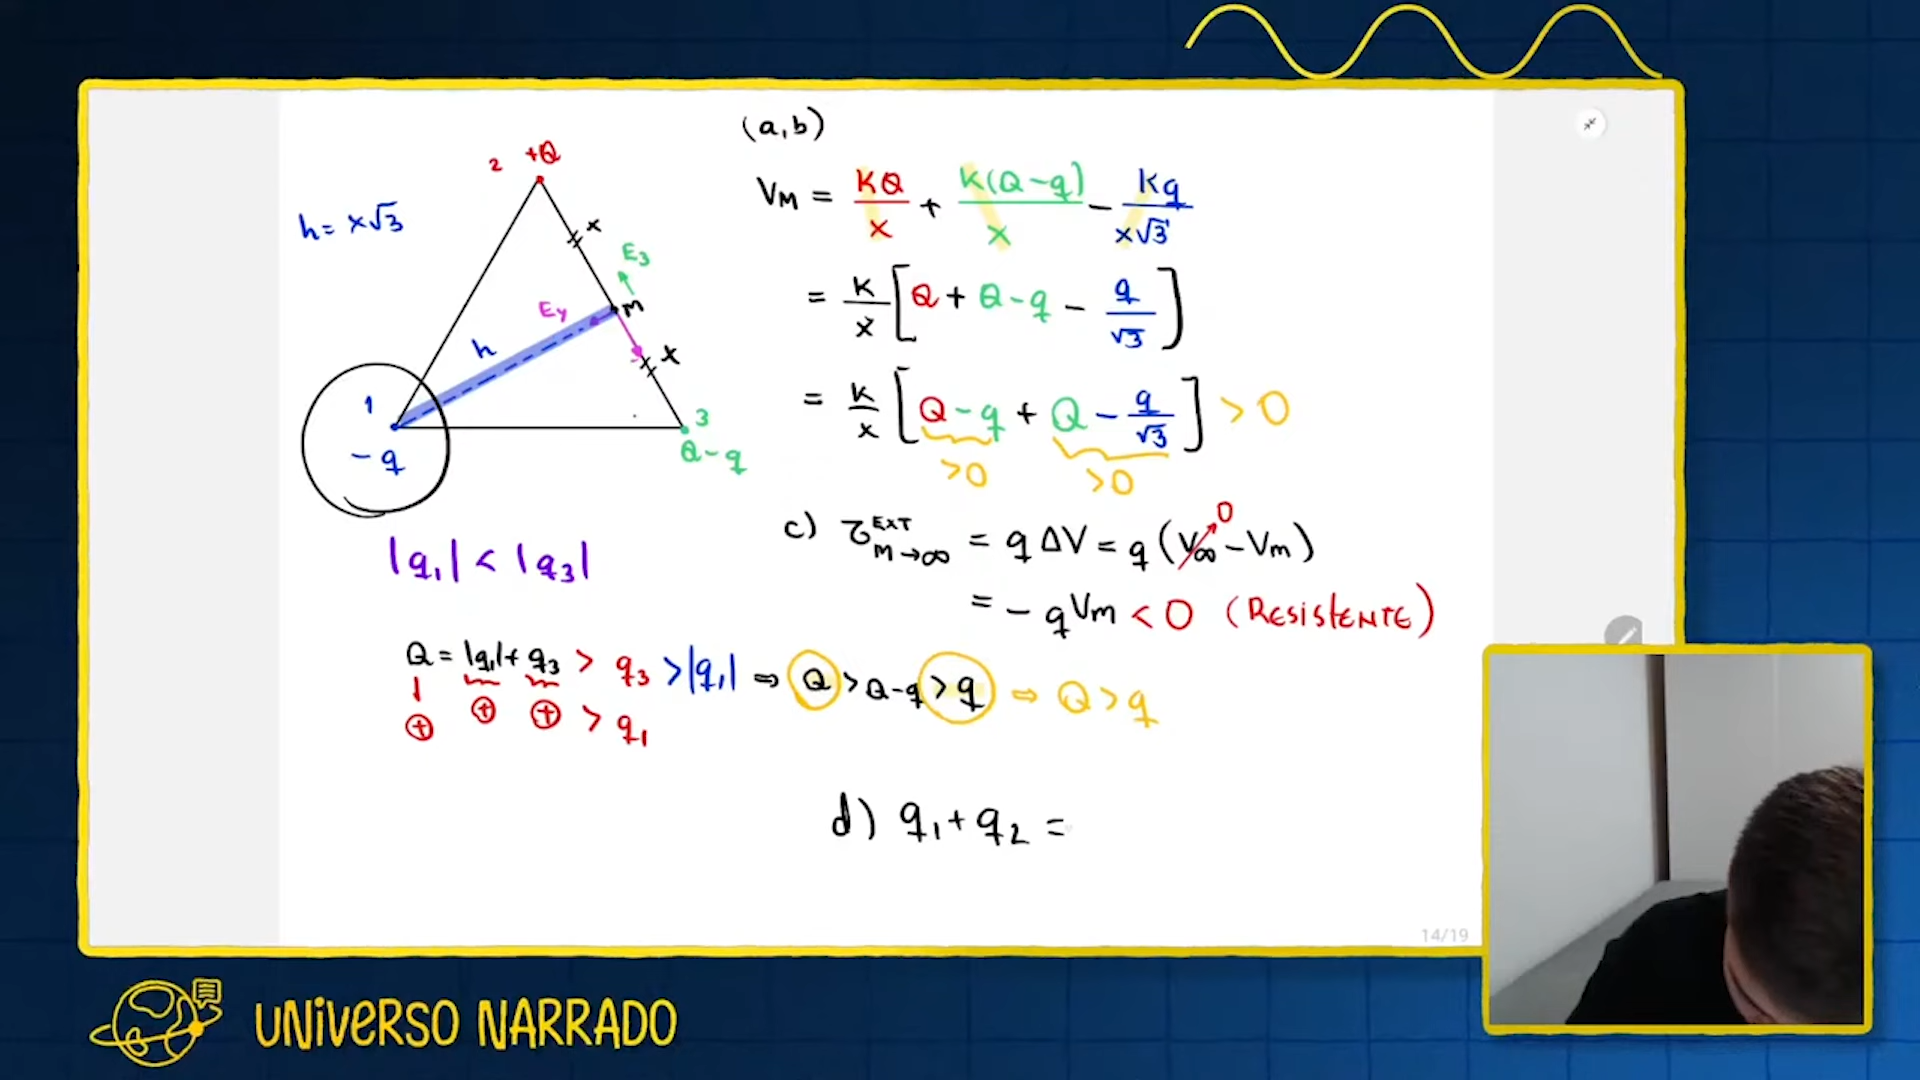 (a,b)
2 +Q
h = x√3
x
E3
Ey
M
h
x
1
-q
3
Q-q
VM = KQ/x + K(Q-q)/x - Kq/x√3
= K/x [Q + Q-q - q/√3]
= K/x [Q-q + Q - q/√3] > 0
>0 >0
c) τ EXT M→∞ = q ΔV = q (V∞ - VM) 0
= - q VM < 0 (RESISTENTE)
|q1| < |q3|
Q = |q1| + q3 > q3 > |q1| ⇒ Q > Q-q > q ⇒ Q > q
+ + + > q1
d) q1 + q2 =
14/19
UNIVERSO NARRADO